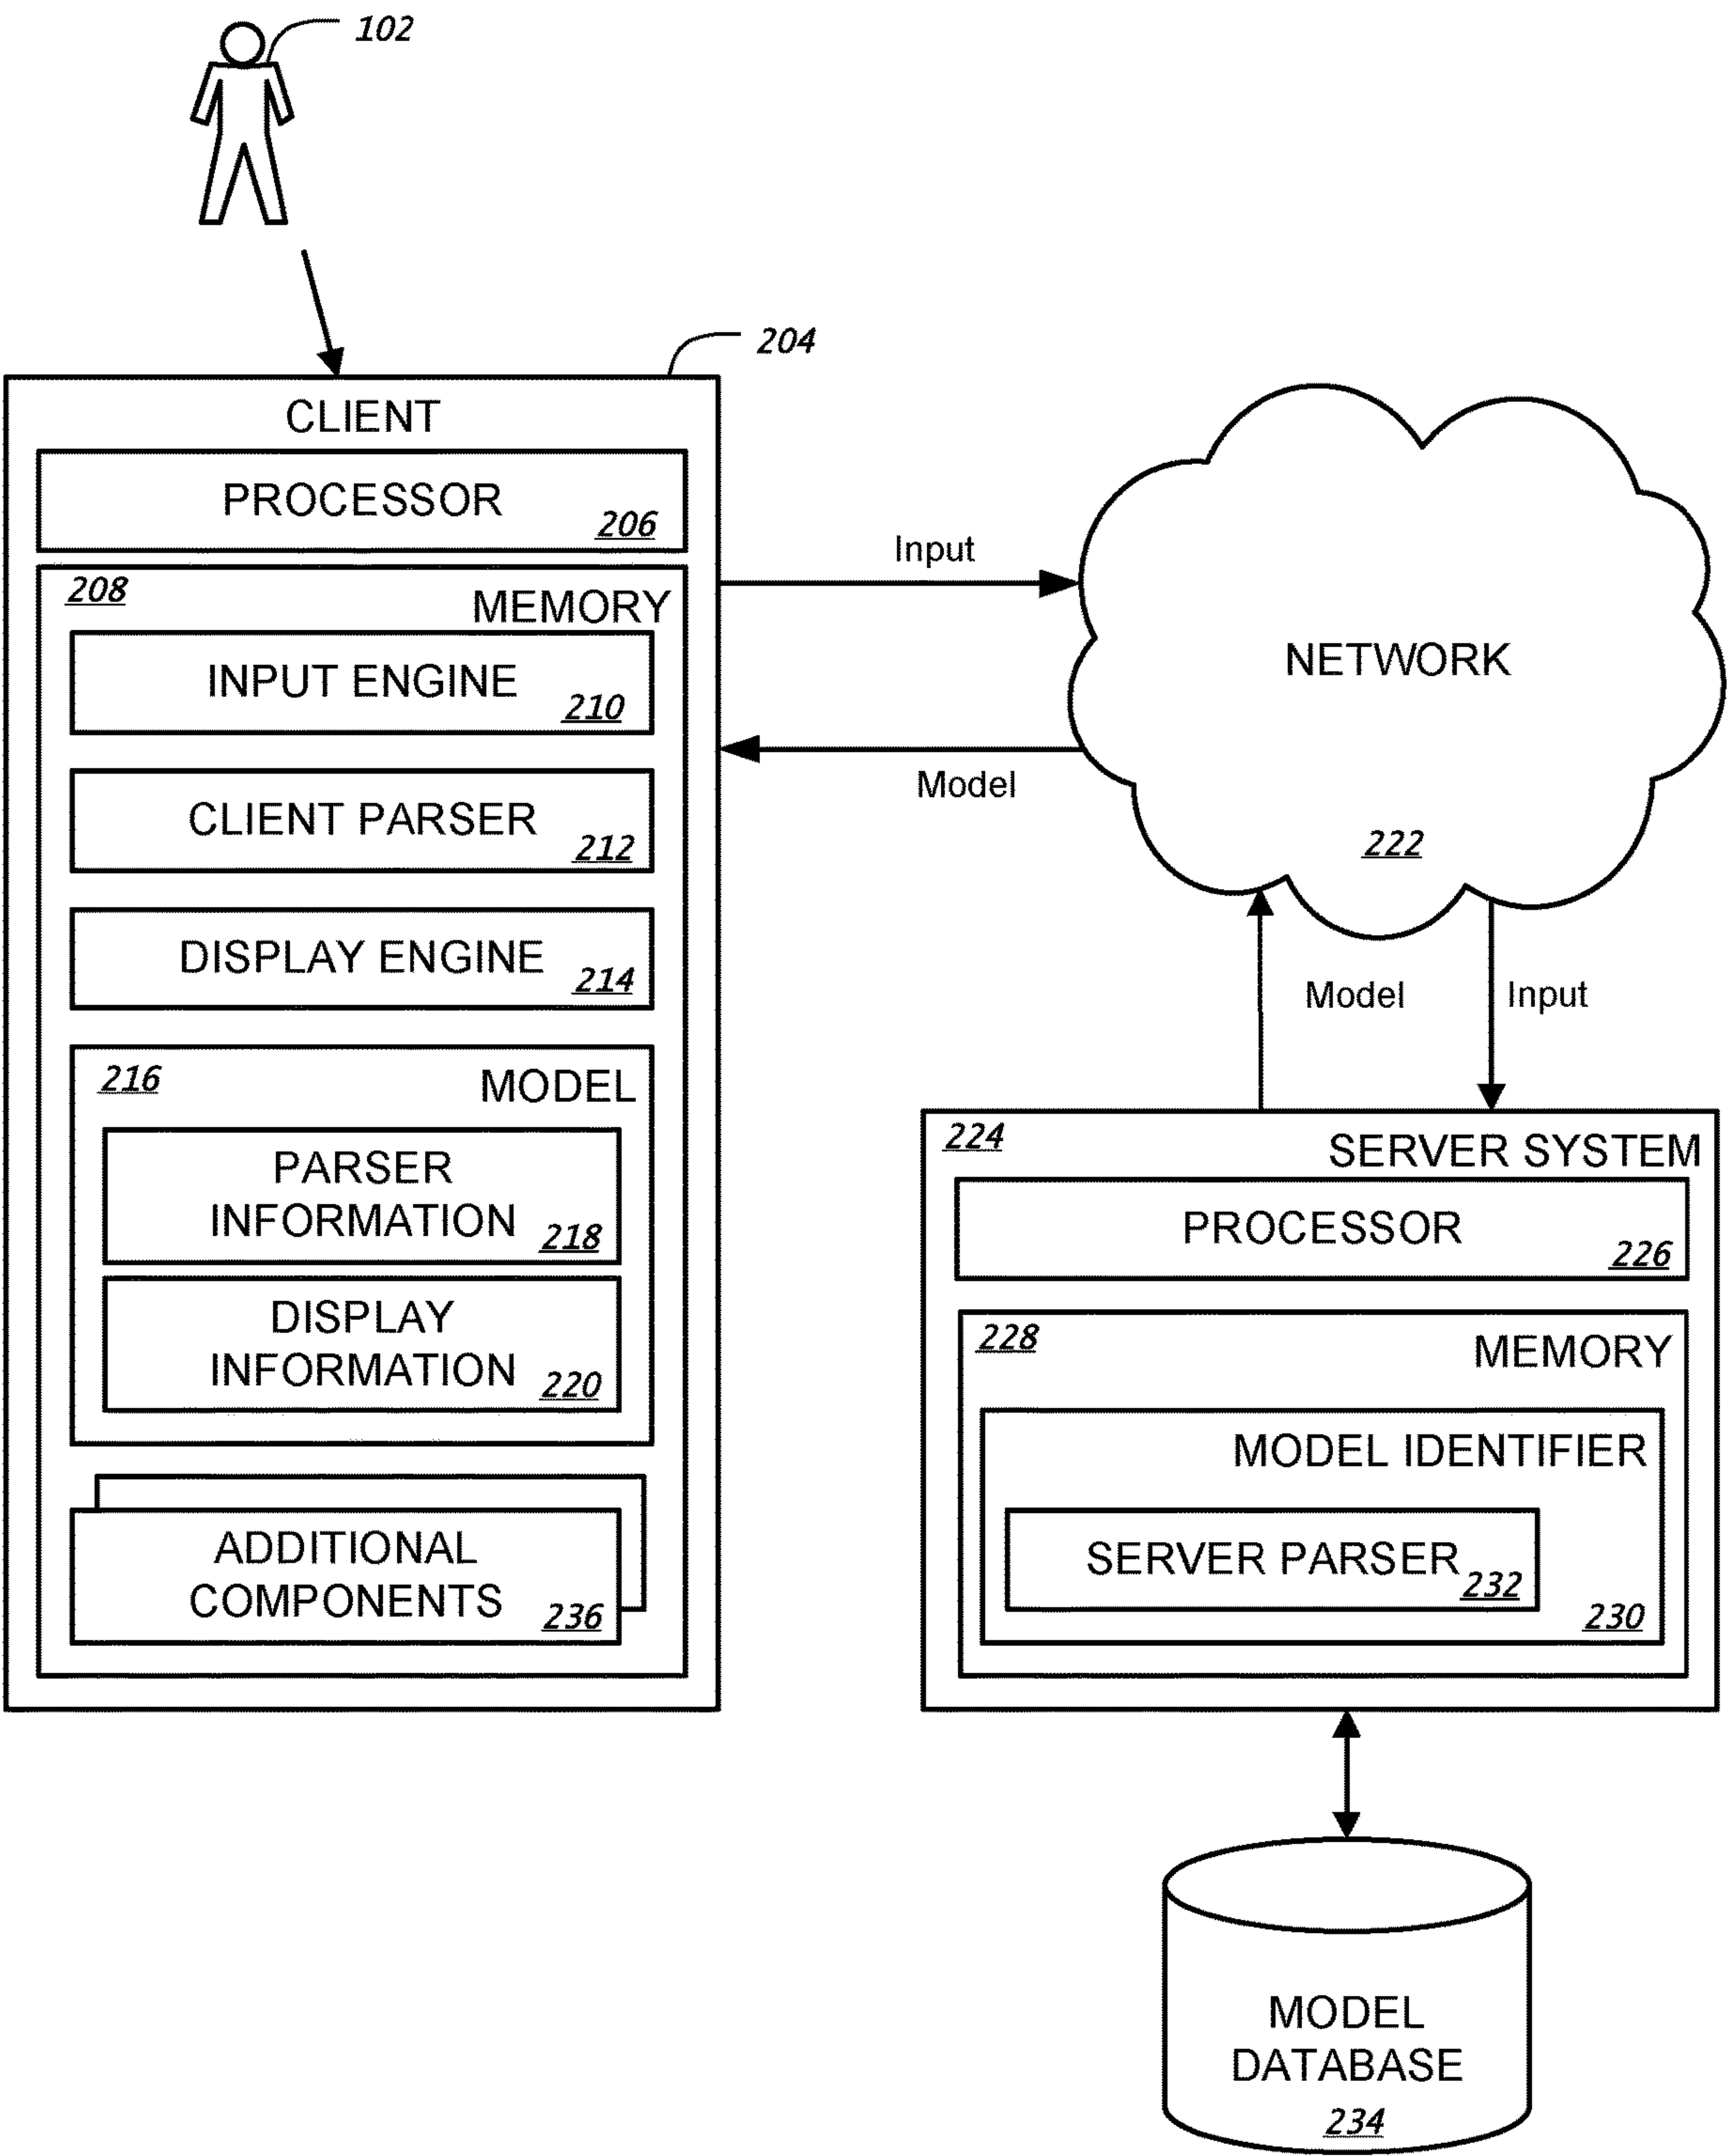 102
204
CLIENT
PROCESSOR
206
208
MEMORY
INPUT ENGINE
210
CLIENT PARSER
212
DISPLAY ENGINE
214
216
MODEL
PARSER
INFORMATION
218
DISPLAY
INFORMATION
220
ADDITIONAL
COMPONENTS
236
Input
Model
NETWORK
222
Model
Input
224
SERVER SYSTEM
PROCESSOR
226
228
MEMORY
MODEL IDENTIFIER
SERVER PARSER
232
230
MODEL
DATABASE
234